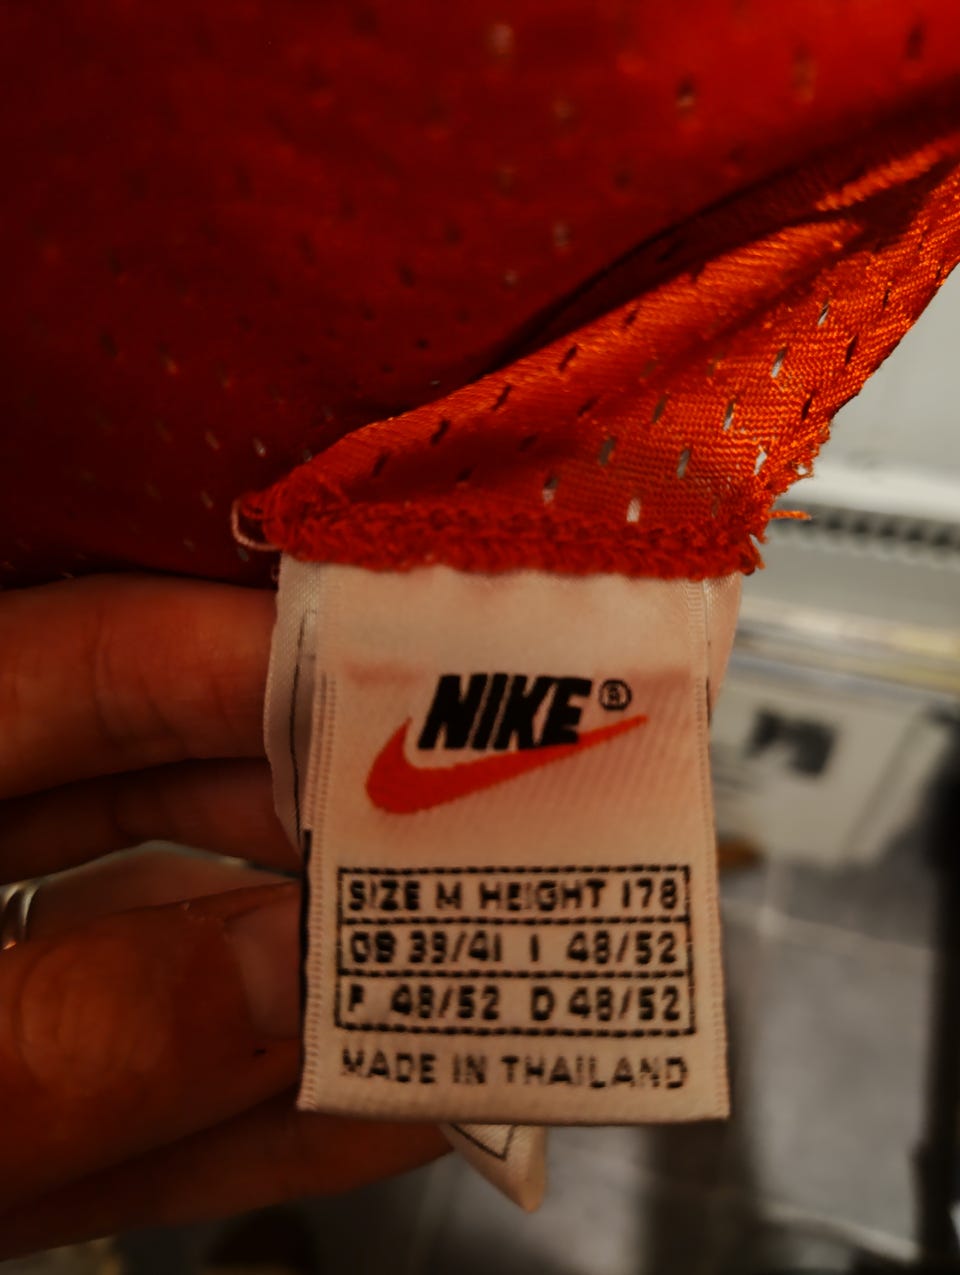 NIKE®
SIZE M HEIGHT 178
GB 39/41 I 48/52
F 48/52 D 48/52
MADE IN THAILAND